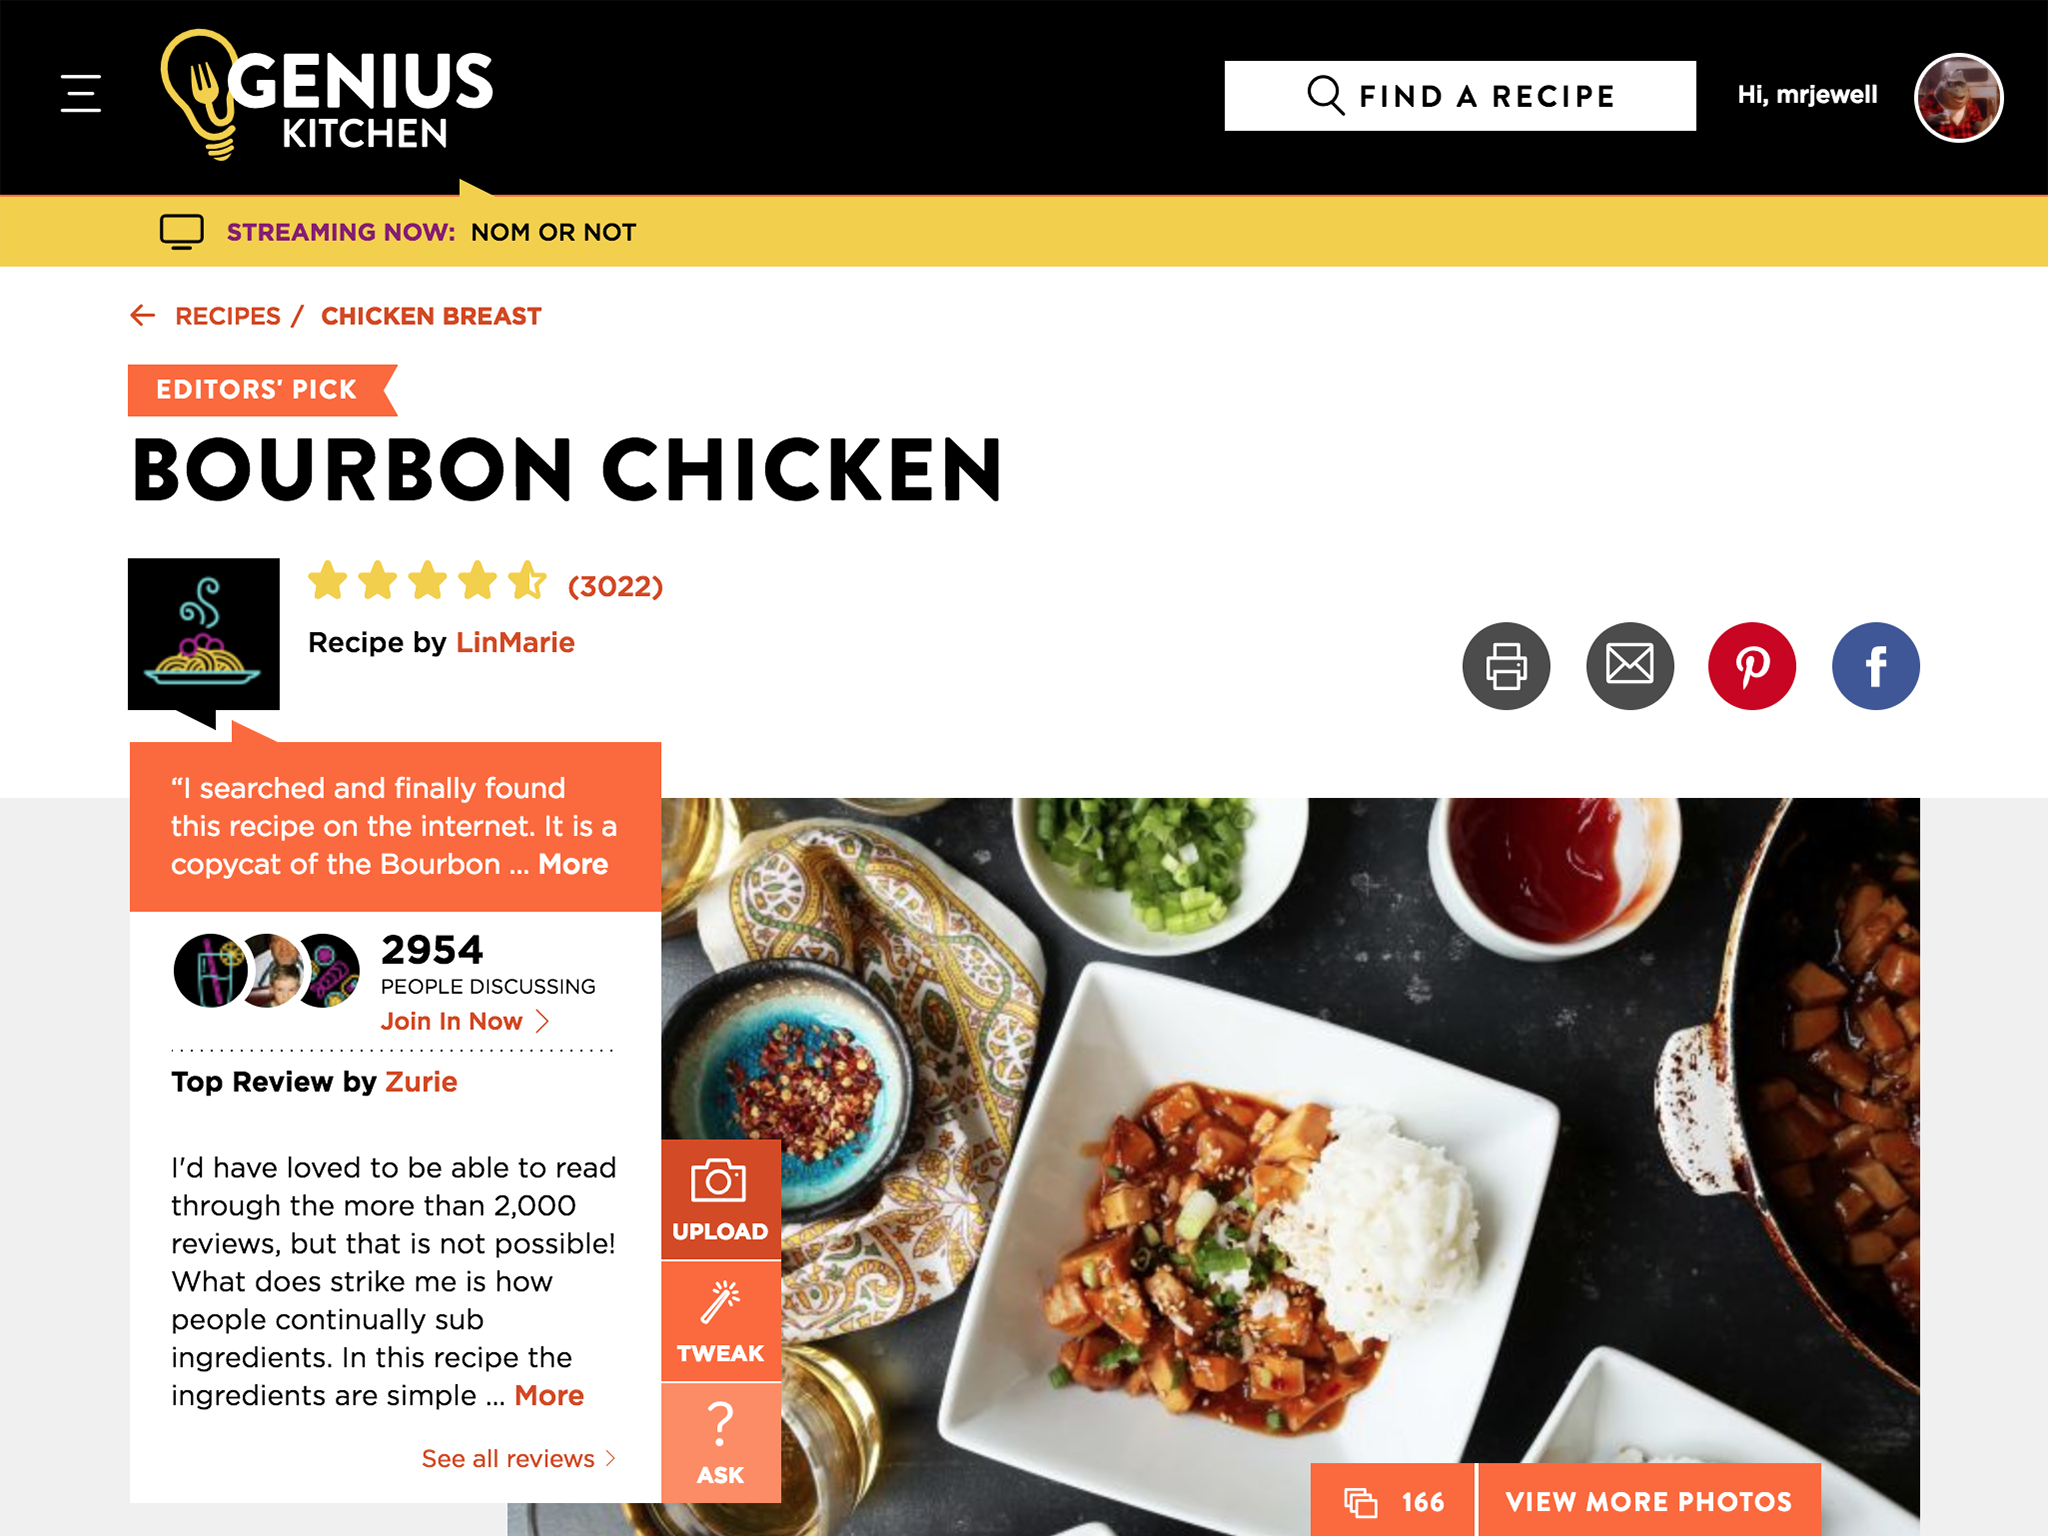 GENIUS
KITCHEN
FIND A RECIPE
Hi, mrjewell
STREAMING NOW: NOM OR NOT
RECIPES / CHICKEN BREAST
EDITORS' PICK
BOURBON CHICKEN
(3022)
Recipe by LinMarie
f
“I searched and finally found
this recipe on the internet. It is a
copycat of the Bourbon ... More
2954
PEOPLE DISCUSSING
Join In Now
Top Review by Zurie
I'd have loved to be able to read
through the more than 2,000
reviews, but that is not possible!
What does strike me is how
people continually sub
ingredients. In this recipe the
ingredients are simple ... More
See all reviews
UPLOAD
TWEAK
?
ASK
166
VIEW MORE PHOTOS